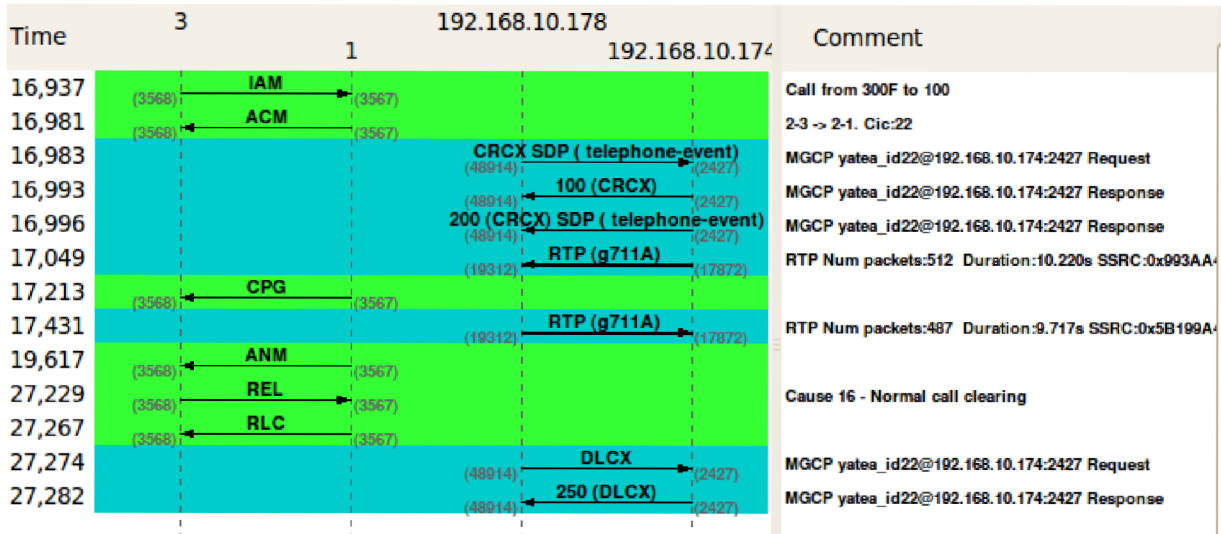 3 192.168.10.178
Time 1 192.168.10.174 Comment
16,937 IAM (3568) (3567) Call from 300F to 100
16,981 ACM (3568) (3567) 2-3 -> 2-1. Cic:22
16,983 CRCX SDP ( telephone-event) (48914) (2427) MGCP yatea_id22@192.168.10.174:2427 Request
16,993 100 (CRCX) (48914) (2427) MGCP yatea_id22@192.168.10.174:2427 Response
16,996 200 (CRCX) SDP ( telephone-event) (48914) (2427) MGCP yatea_id22@192.168.10.174:2427 Response
17,049 RTP (g711A) (19312) (17872) RTP Num packets:512 Duration:10.220s SSRC:0x993AA4
17,213 CPG (3568) (3567)
17,431 RTP (g711A) (19312) (17872) RTP Num packets:487 Duration:9.717s SSRC:0x5B199A4
19,617 ANM (3568) (3567)
27,229 REL (3568) (3567) Cause 16 - Normal call clearing
27,267 RLC (3568) (3567)
27,274 DLCX (48914) (2427) MGCP yatea_id22@192.168.10.174:2427 Request
27,282 250 (DLCX) (48914) (2427) MGCP yatea_id22@192.168.10.174:2427 Response